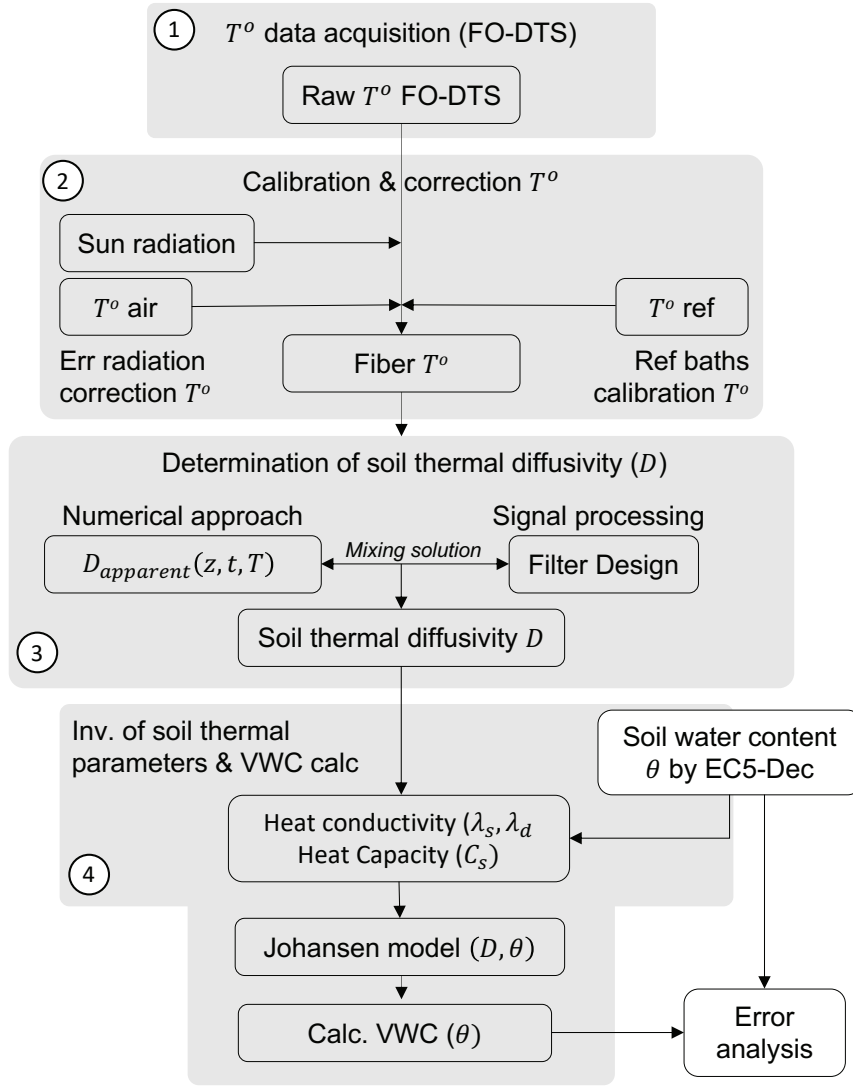 1
T° data acquisition (FO-DTS)
Raw T° FO-DTS
2
Calibration & correction T°
Sun radiation
T° air
T° ref
Err radiation
correction T°
Fiber T°
Ref baths
calibration T°
Determination of soil thermal diffusivity (D)
Numerical approach
Signal processing
D_apparent(z, t, T)
Mixing solution
Filter Design
Soil thermal diffusivity D
3
Inv. of soil thermal
parameters & VWC calc
Soil water content
θ by EC5-Dec
Heat conductivity (λ_s, λ_d
Heat Capacity (C_s)
4
Johansen model (D, θ)
Calc. VWC (θ)
Error
analysis